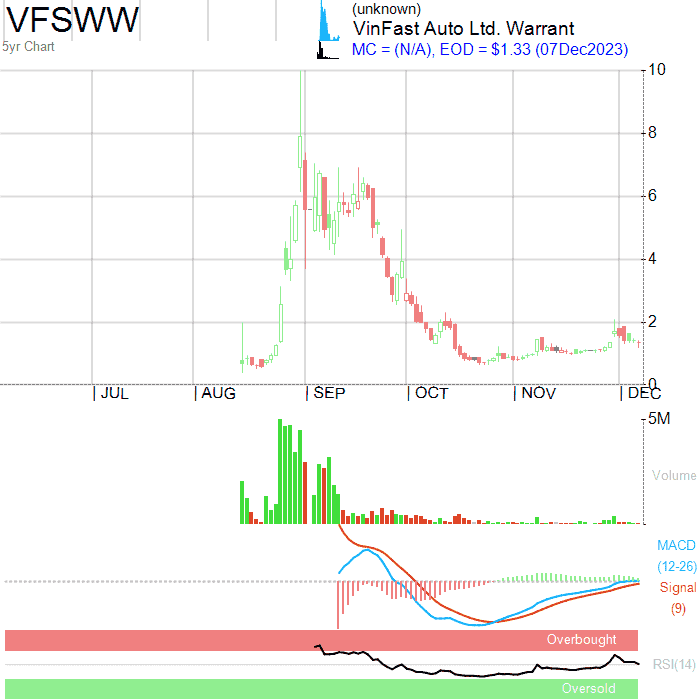 VFSWW
5yr Chart
(unknown)
VinFast Auto Ltd. Warrant
MC = (N/A), EOD = $1.33 (07Dec2023)
10
8
6
4
2
0
JUL AUG SEP OCT NOV DEC
5M
Volume
MACD
(12-26)
Signal
(9)
Overbought
RSI(14)
Oversold